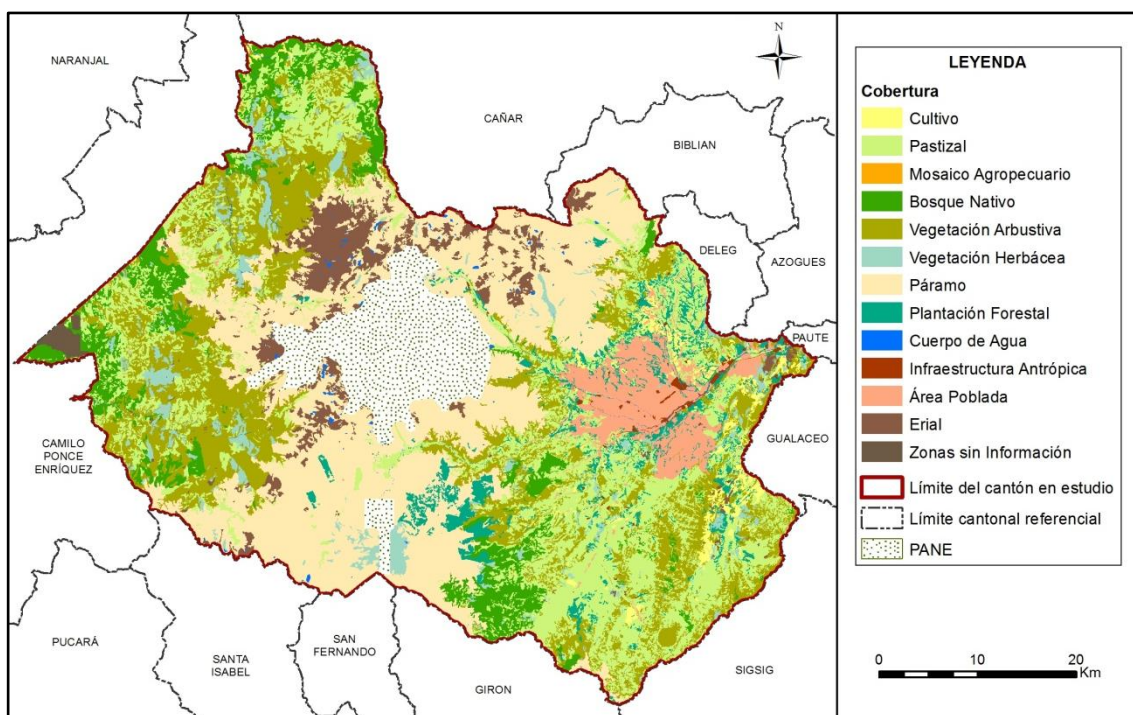 NARANJAL
N
CAÑAR
BIBLIAN
DELEG
AZOGUES
PAUTE
GUALACEO
CAMILO
PONCE
ENRÍQUEZ
PUCARÁ
SANTA
ISABEL
SAN
FERNANDO
GIRON
SIGSIG
LEYENDA
Cobertura
Cultivo
Pastizal
Mosaico Agropecuario
Bosque Nativo
Vegetación Arbustiva
Vegetación Herbácea
Páramo
Plantación Forestal
Cuerpo de Agua
Infraestructura Antrópica
Área Poblada
Erial
Zonas sin Información
Límite del cantón en estudio
Límite cantonal referencial
PANE
0 10 20
Km